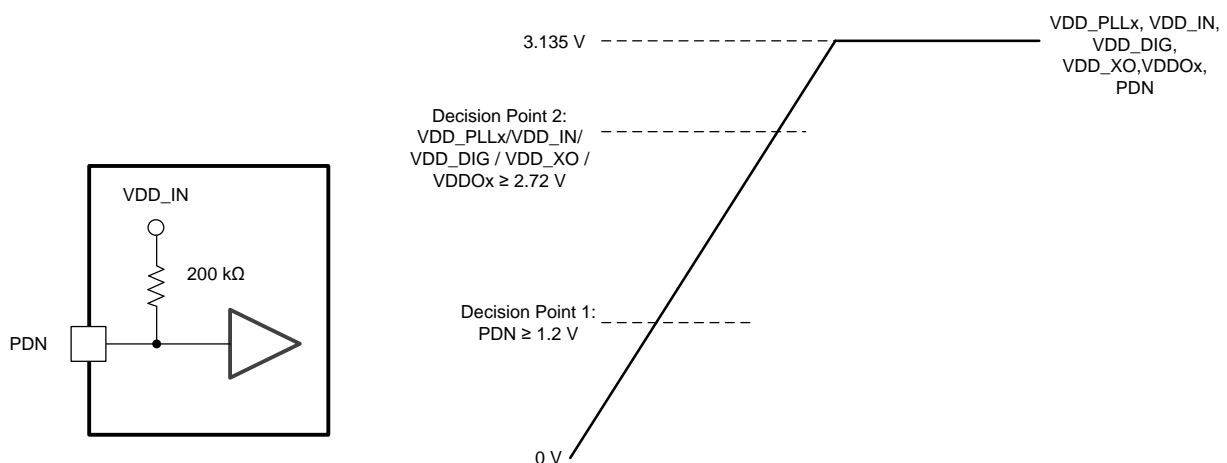 VDD_IN
200 kΩ
PDN
3.135 V
Decision Point 2:
VDD_PLLx/VDD_IN/
VDD_DIG / VDD_XO /
VDDOx ≥ 2.72 V
Decision Point 1:
PDN ≥ 1.2 V
0 V
VDD_PLLx, VDD_IN,
VDD_DIG,
VDD_XO,VDDOx,
PDN